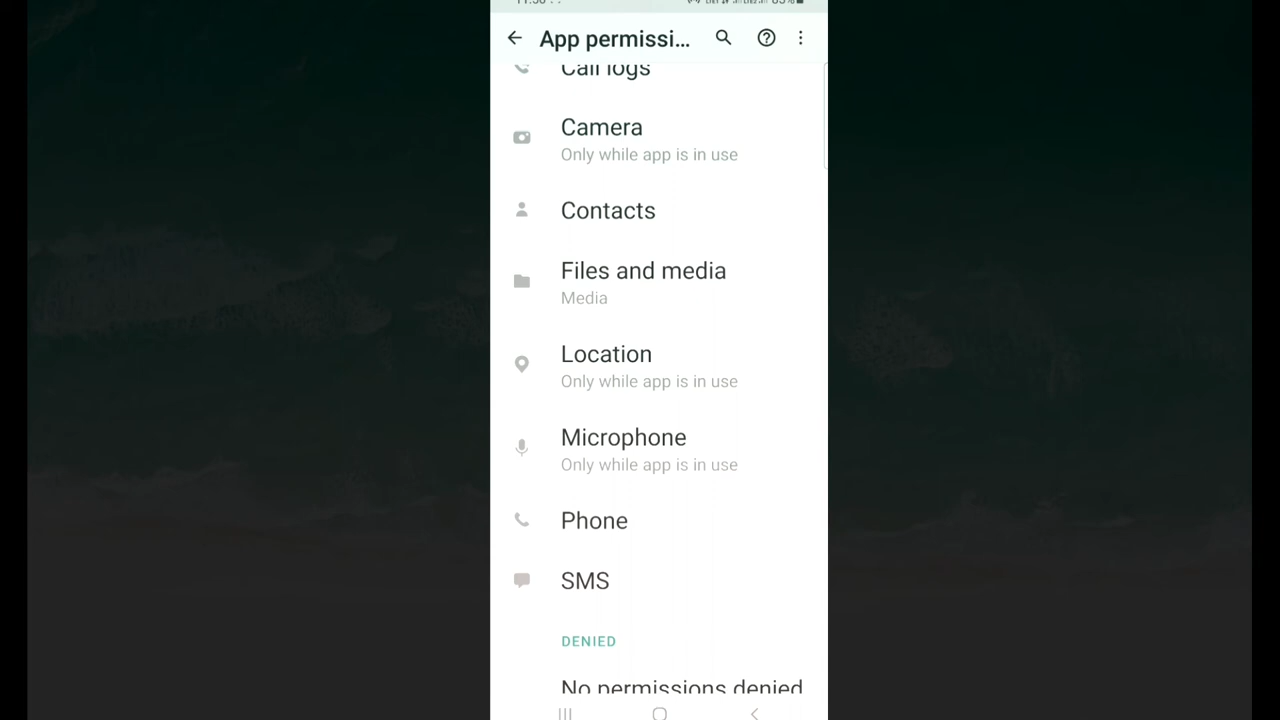 App permissi...
Call logs
Camera
Only while app is in use
Contacts
Files and media
Media
Location
Only while app is in use
Microphone
Only while app is in use
Phone
SMS
DENIED
No permissions denied